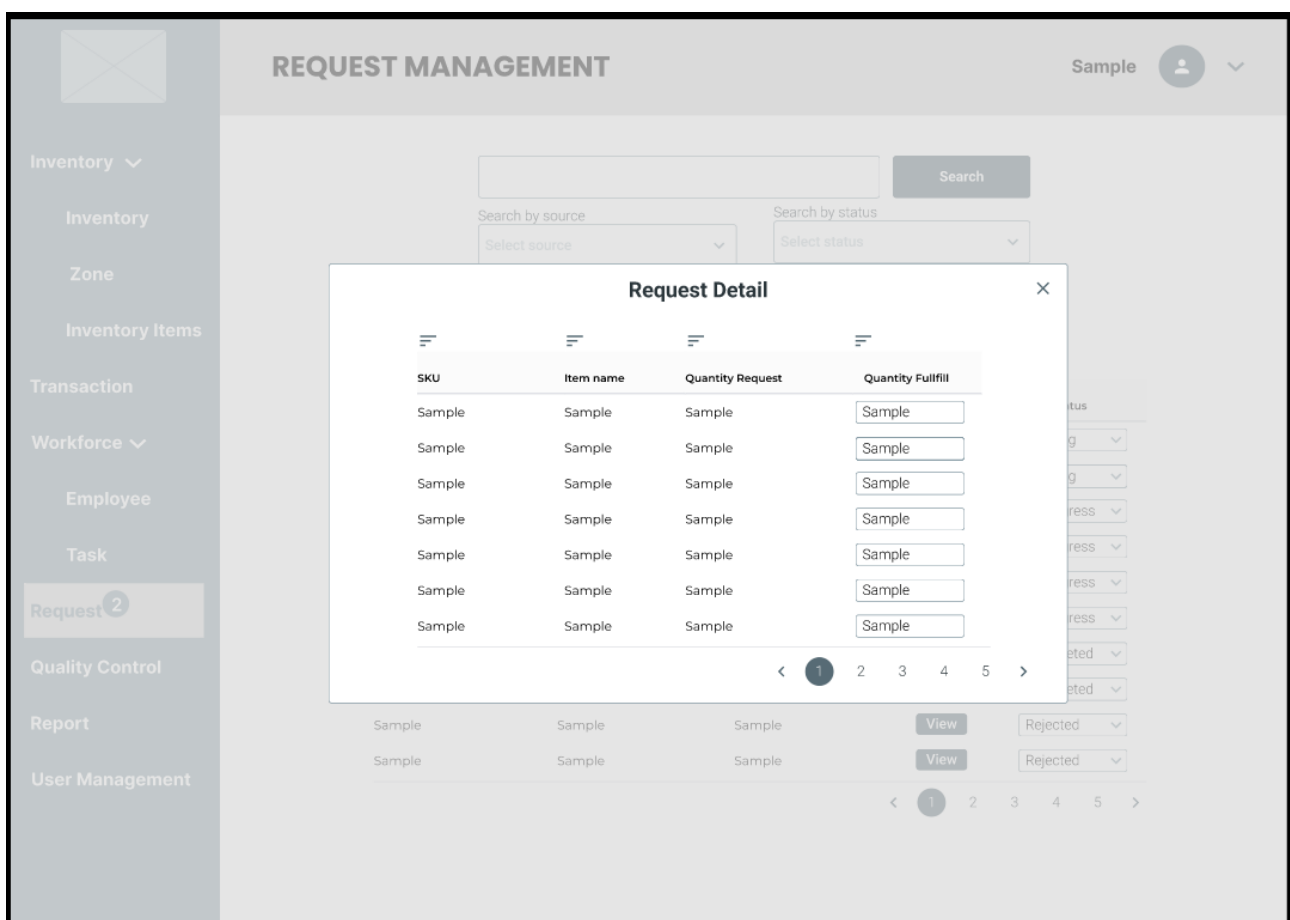 REQUEST MANAGEMENT
Sample
Inventory
Inventory
Zone
Inventory Items
Transaction
Workforce
Employee
Task
Request 2
Quality Control
Report
User Management
Search
Search by source
Search by status
Select source
Select status
Request Detail
SKU Item name Quantity Request Quantity Fullfill
Sample Sample Sample Sample
Sample Sample Sample Sample
Sample Sample Sample Sample
Sample Sample Sample Sample
Sample Sample Sample Sample
Sample Sample Sample Sample
Sample Sample Sample Sample
1 2 3 4 5
Sample Sample Sample View Rejected
Sample Sample Sample View Rejected
1 2 3 4 5